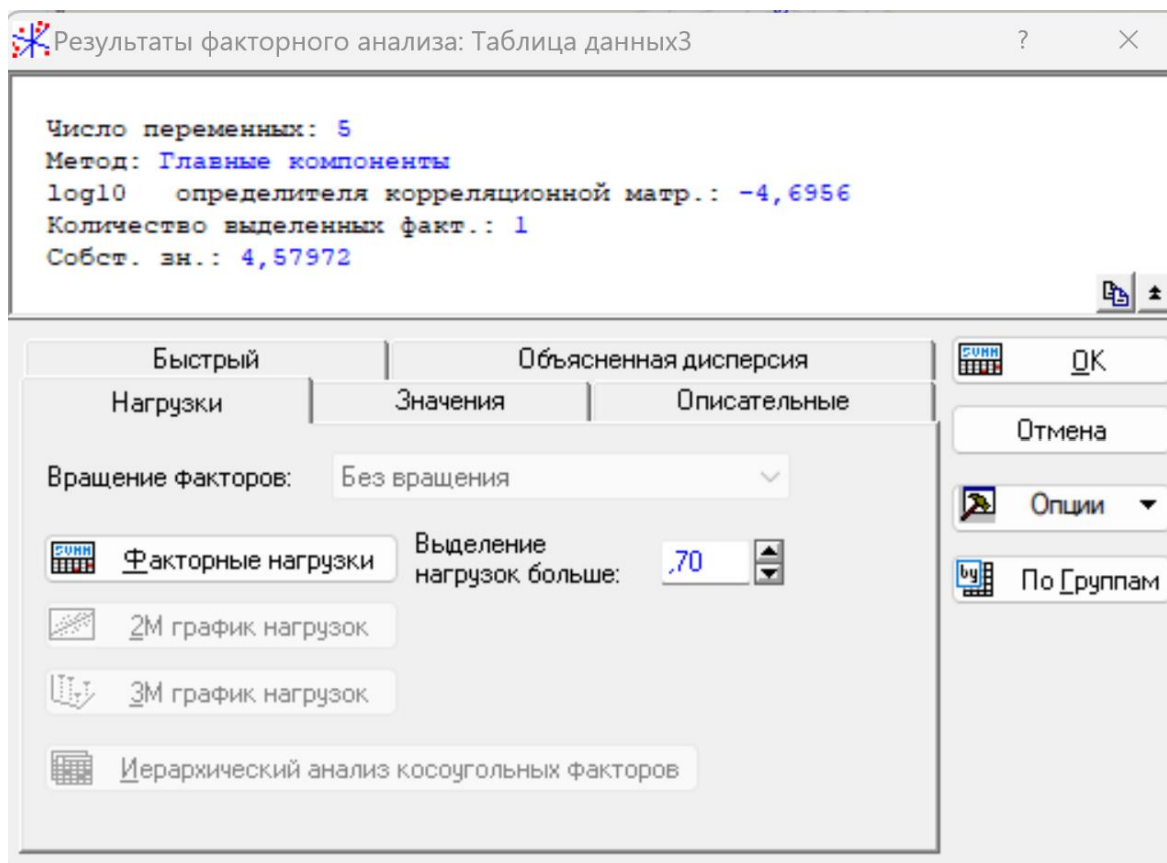 Результаты факторного анализа: Таблица данных3 ?
Число переменных: 5
Метод: Главные компоненты
log10 определителя корреляционной матр.: -4,6956
Количество выделенных факт.: 1
Собст. зн.: 4,57972
Быстрый Объясненная дисперсия
Нагрузки Значения Описательные
Вращение факторов: Без вращения
Факторные нагрузки
Выделение
нагрузок больше: ,70
2М график нагрузок
3М график нагрузок
Иерархический анализ косоугольных факторов
SUMM OK
Отмена
Опции
by По Группам